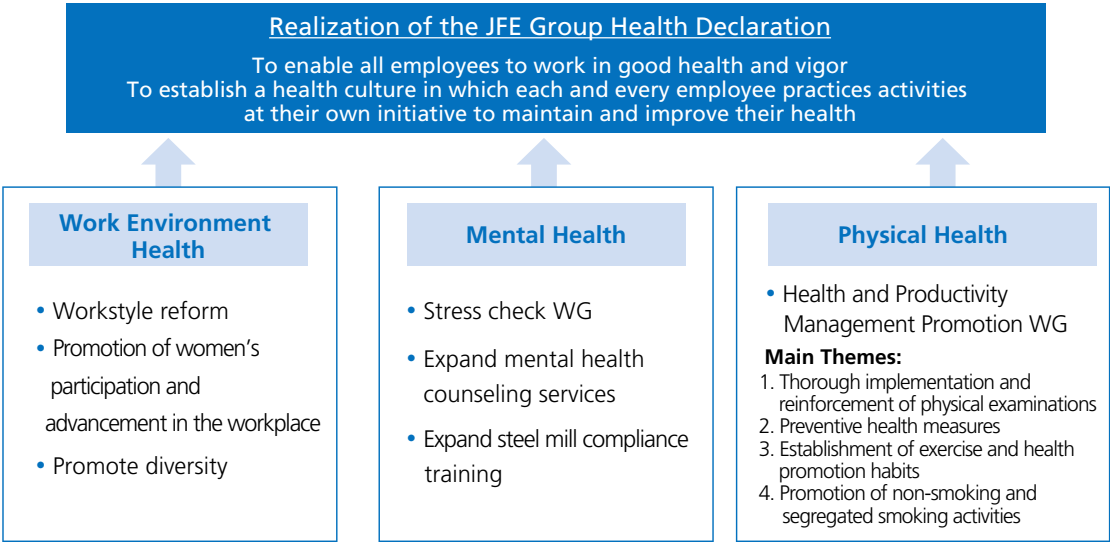 Realization of the JFE Group Health Declaration
To enable all employees to work in good health and vigor
To establish a health culture in which each and every employee practices activities
at their own initiative to maintain and improve their health
Work Environment
Health
• Workstyle reform
• Promotion of women’s
participation and
advancement in the workplace
• Promote diversity
Mental Health
• Stress check WG
• Expand mental health
counseling services
• Expand steel mill compliance
training
Physical Health
• Health and Productivity
Management Promotion WG
Main Themes:
1. Thorough implementation and
reinforcement of physical examinations
2. Preventive health measures
3. Establishment of exercise and health
promotion habits
4. Promotion of non-smoking and
segregated smoking activities